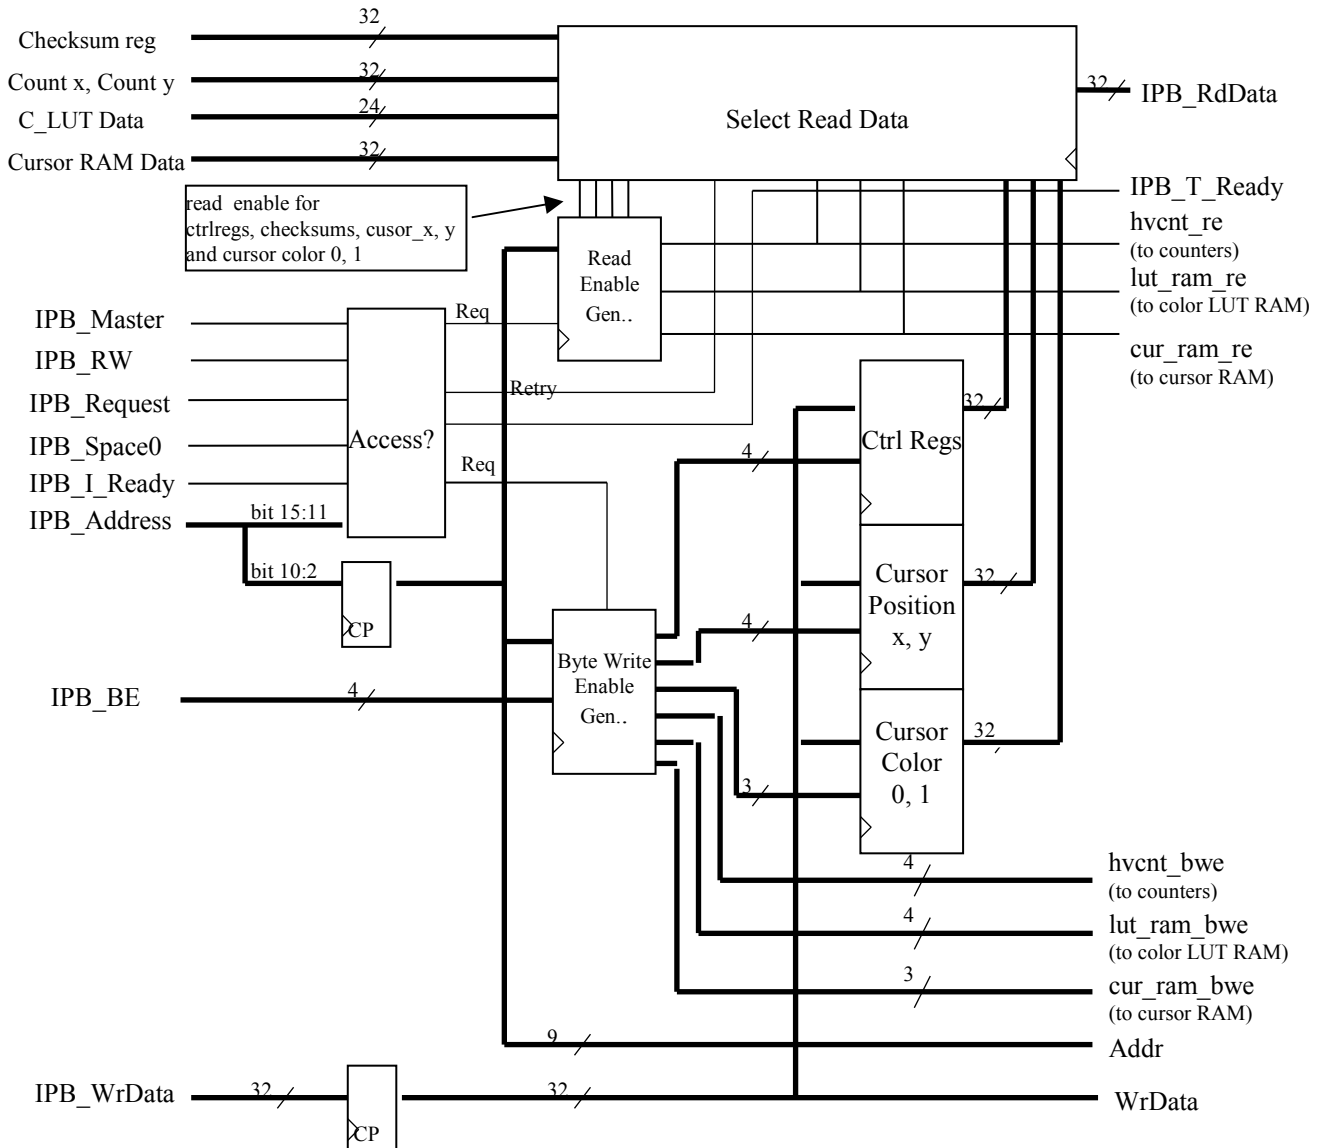 32
Checksum reg
Count x, Count y
32
C_LUT Data
24
Cursor RAM Data
32
Select Read Data
32
IPB_RdData
read enable for
ctrlregs, checksums, cusor_x, y
and cursor color 0, 1
Read
Enable
Gen..
IPB_T_Ready
hvcnt_re
(to counters)
lut_ram_re
(to color LUT RAM)
cur_ram_re
(to cursor RAM)
IPB_Master
IPB_RW
IPB_Request
IPB_Space0
IPB_I_Ready
IPB_Address
Access?
Req
Retry
Req
bit 15:11
bit 10:2
CP
32
Ctrl Regs
4
Cursor
Position
x, y
32
4
Byte Write
Enable
Gen..
IPB_BE
4
Cursor
Color
0, 1
32
3
4
hvcnt_bwe
(to counters)
4
lut_ram_bwe
(to color LUT RAM)
3
cur_ram_bwe
(to cursor RAM)
9
Addr
IPB_WrData
32
CP
32
WrData